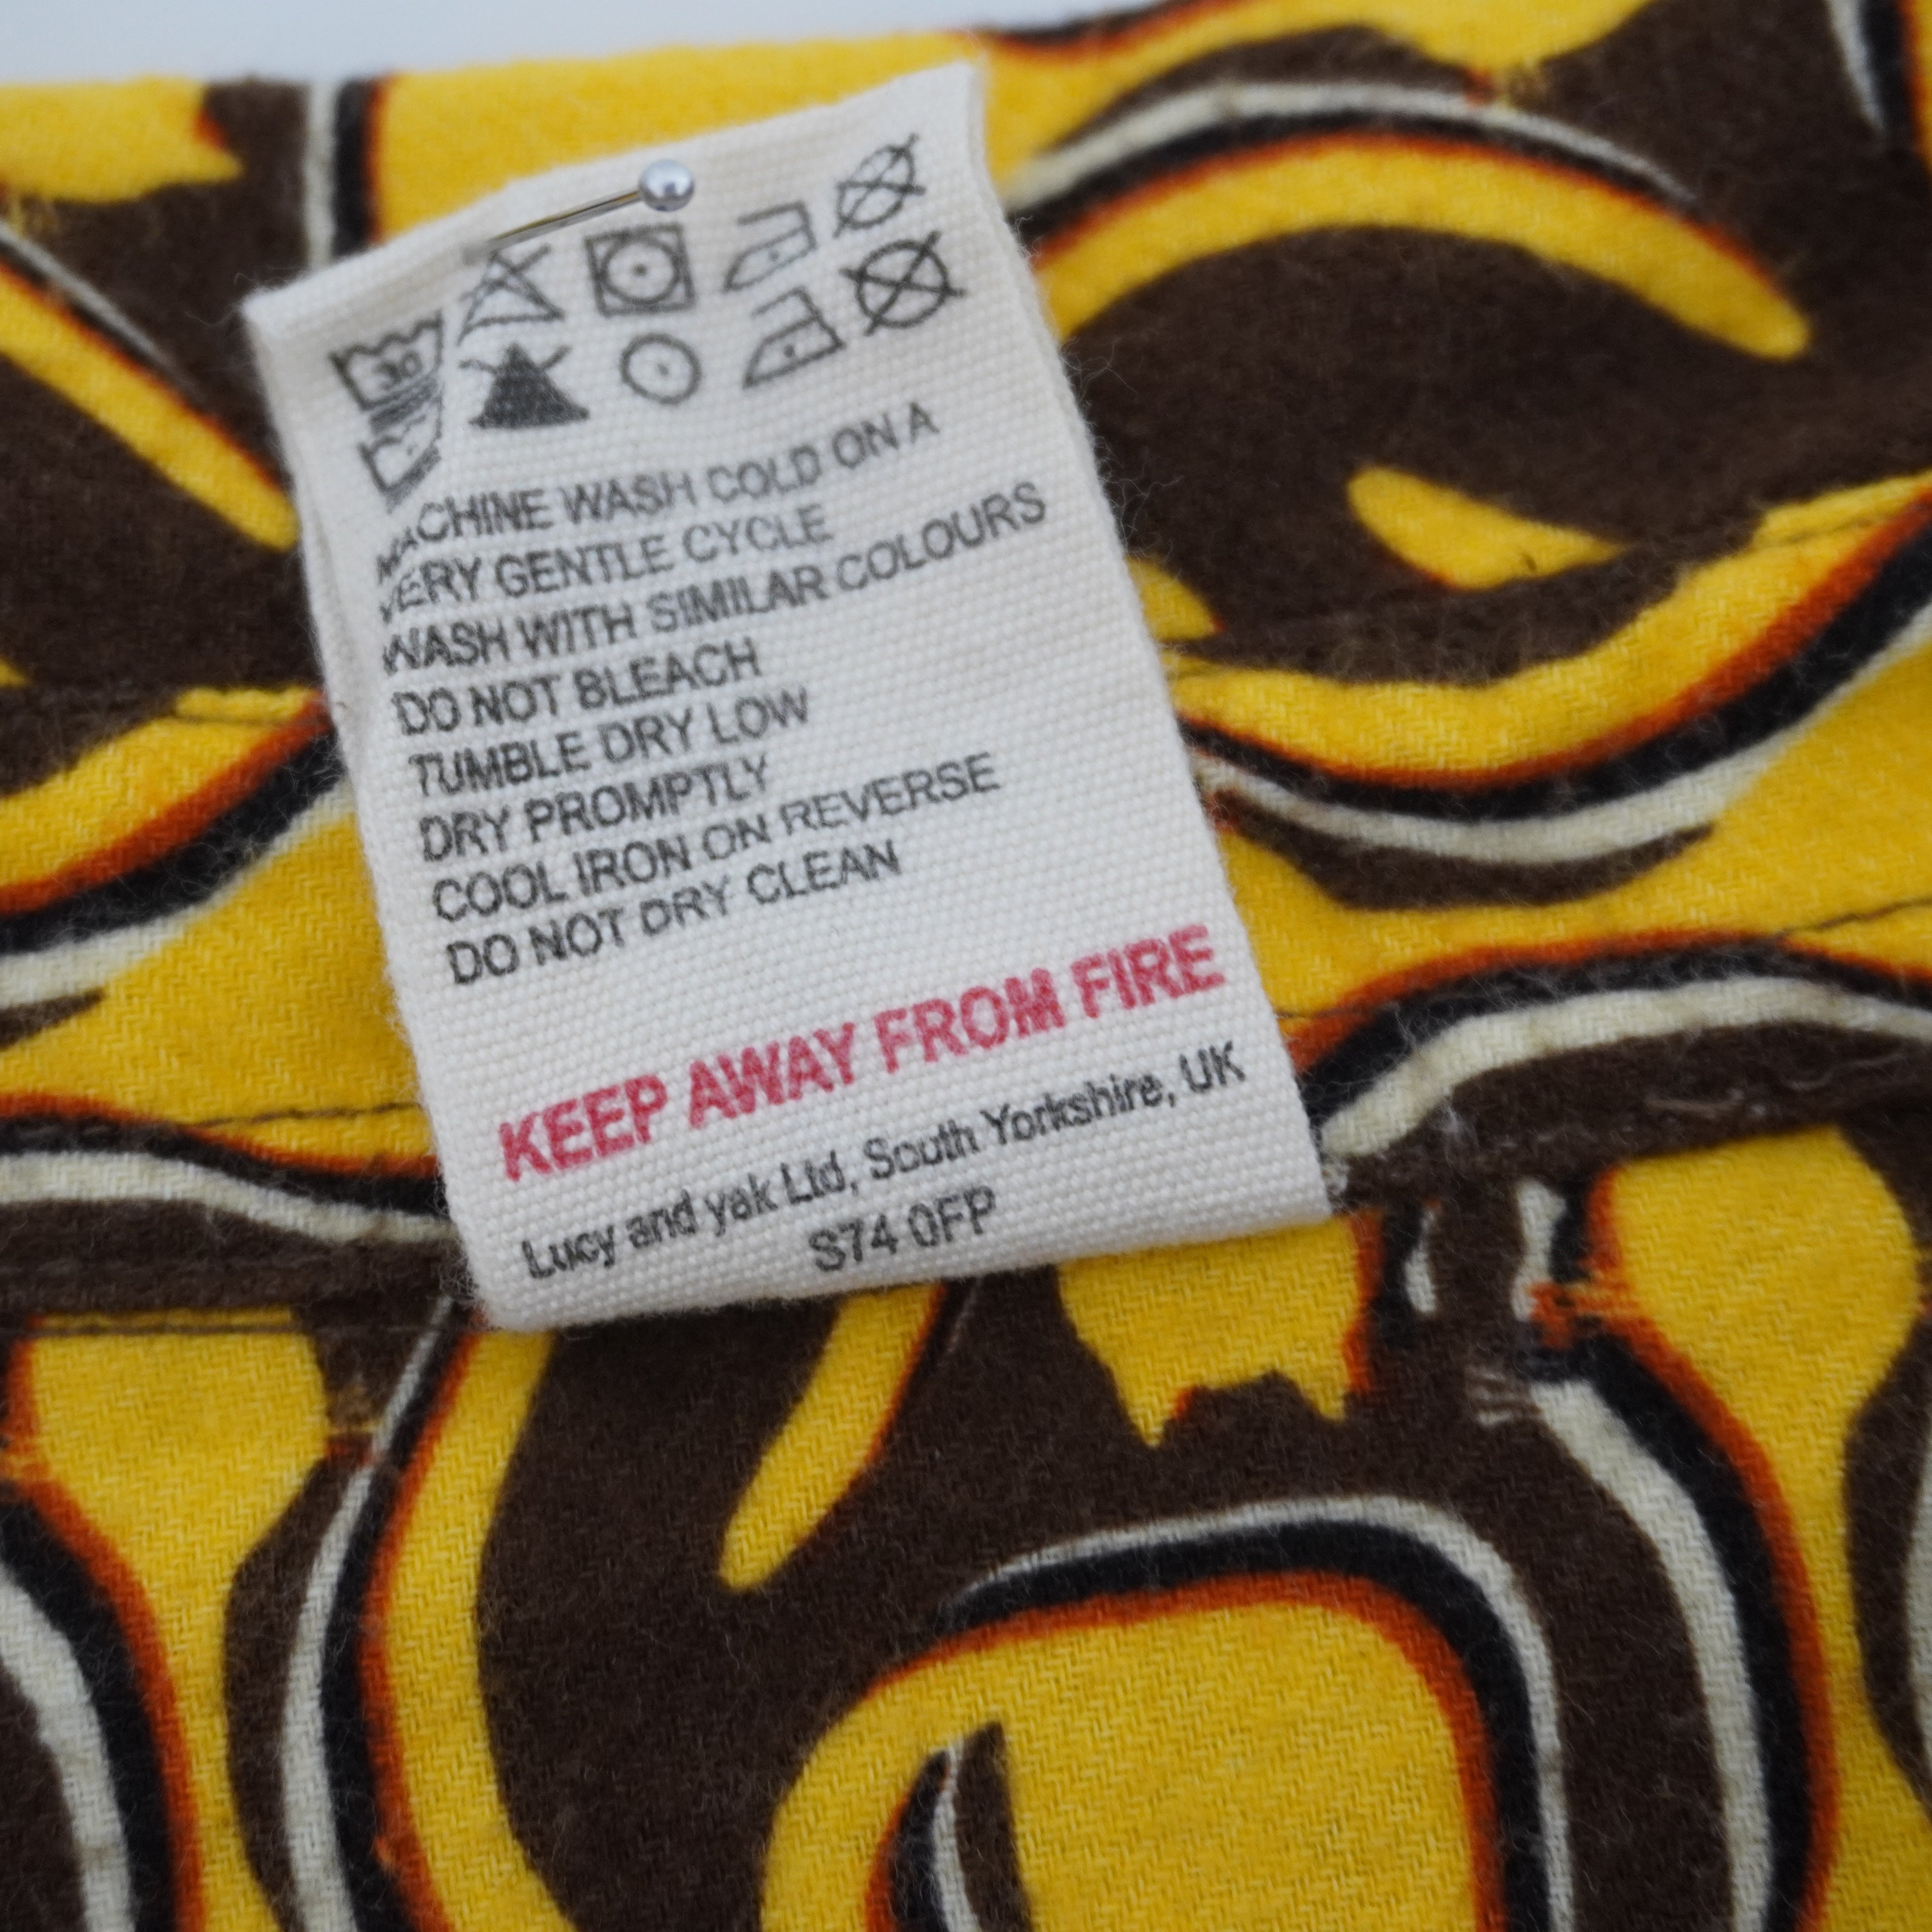 30
MACHINE WASH COLD ON A
VERY GENTLE CYCLE
WASH WITH SIMILAR COLOURS
DO NOT BLEACH
TUMBLE DRY LOW
DRY PROMPTLY
COOL IRON ON REVERSE
DO NOT DRY CLEAN
KEEP AWAY FROM FIRE
Lucy and yak Ltd, South Yorkshire, UK
S74 0FP